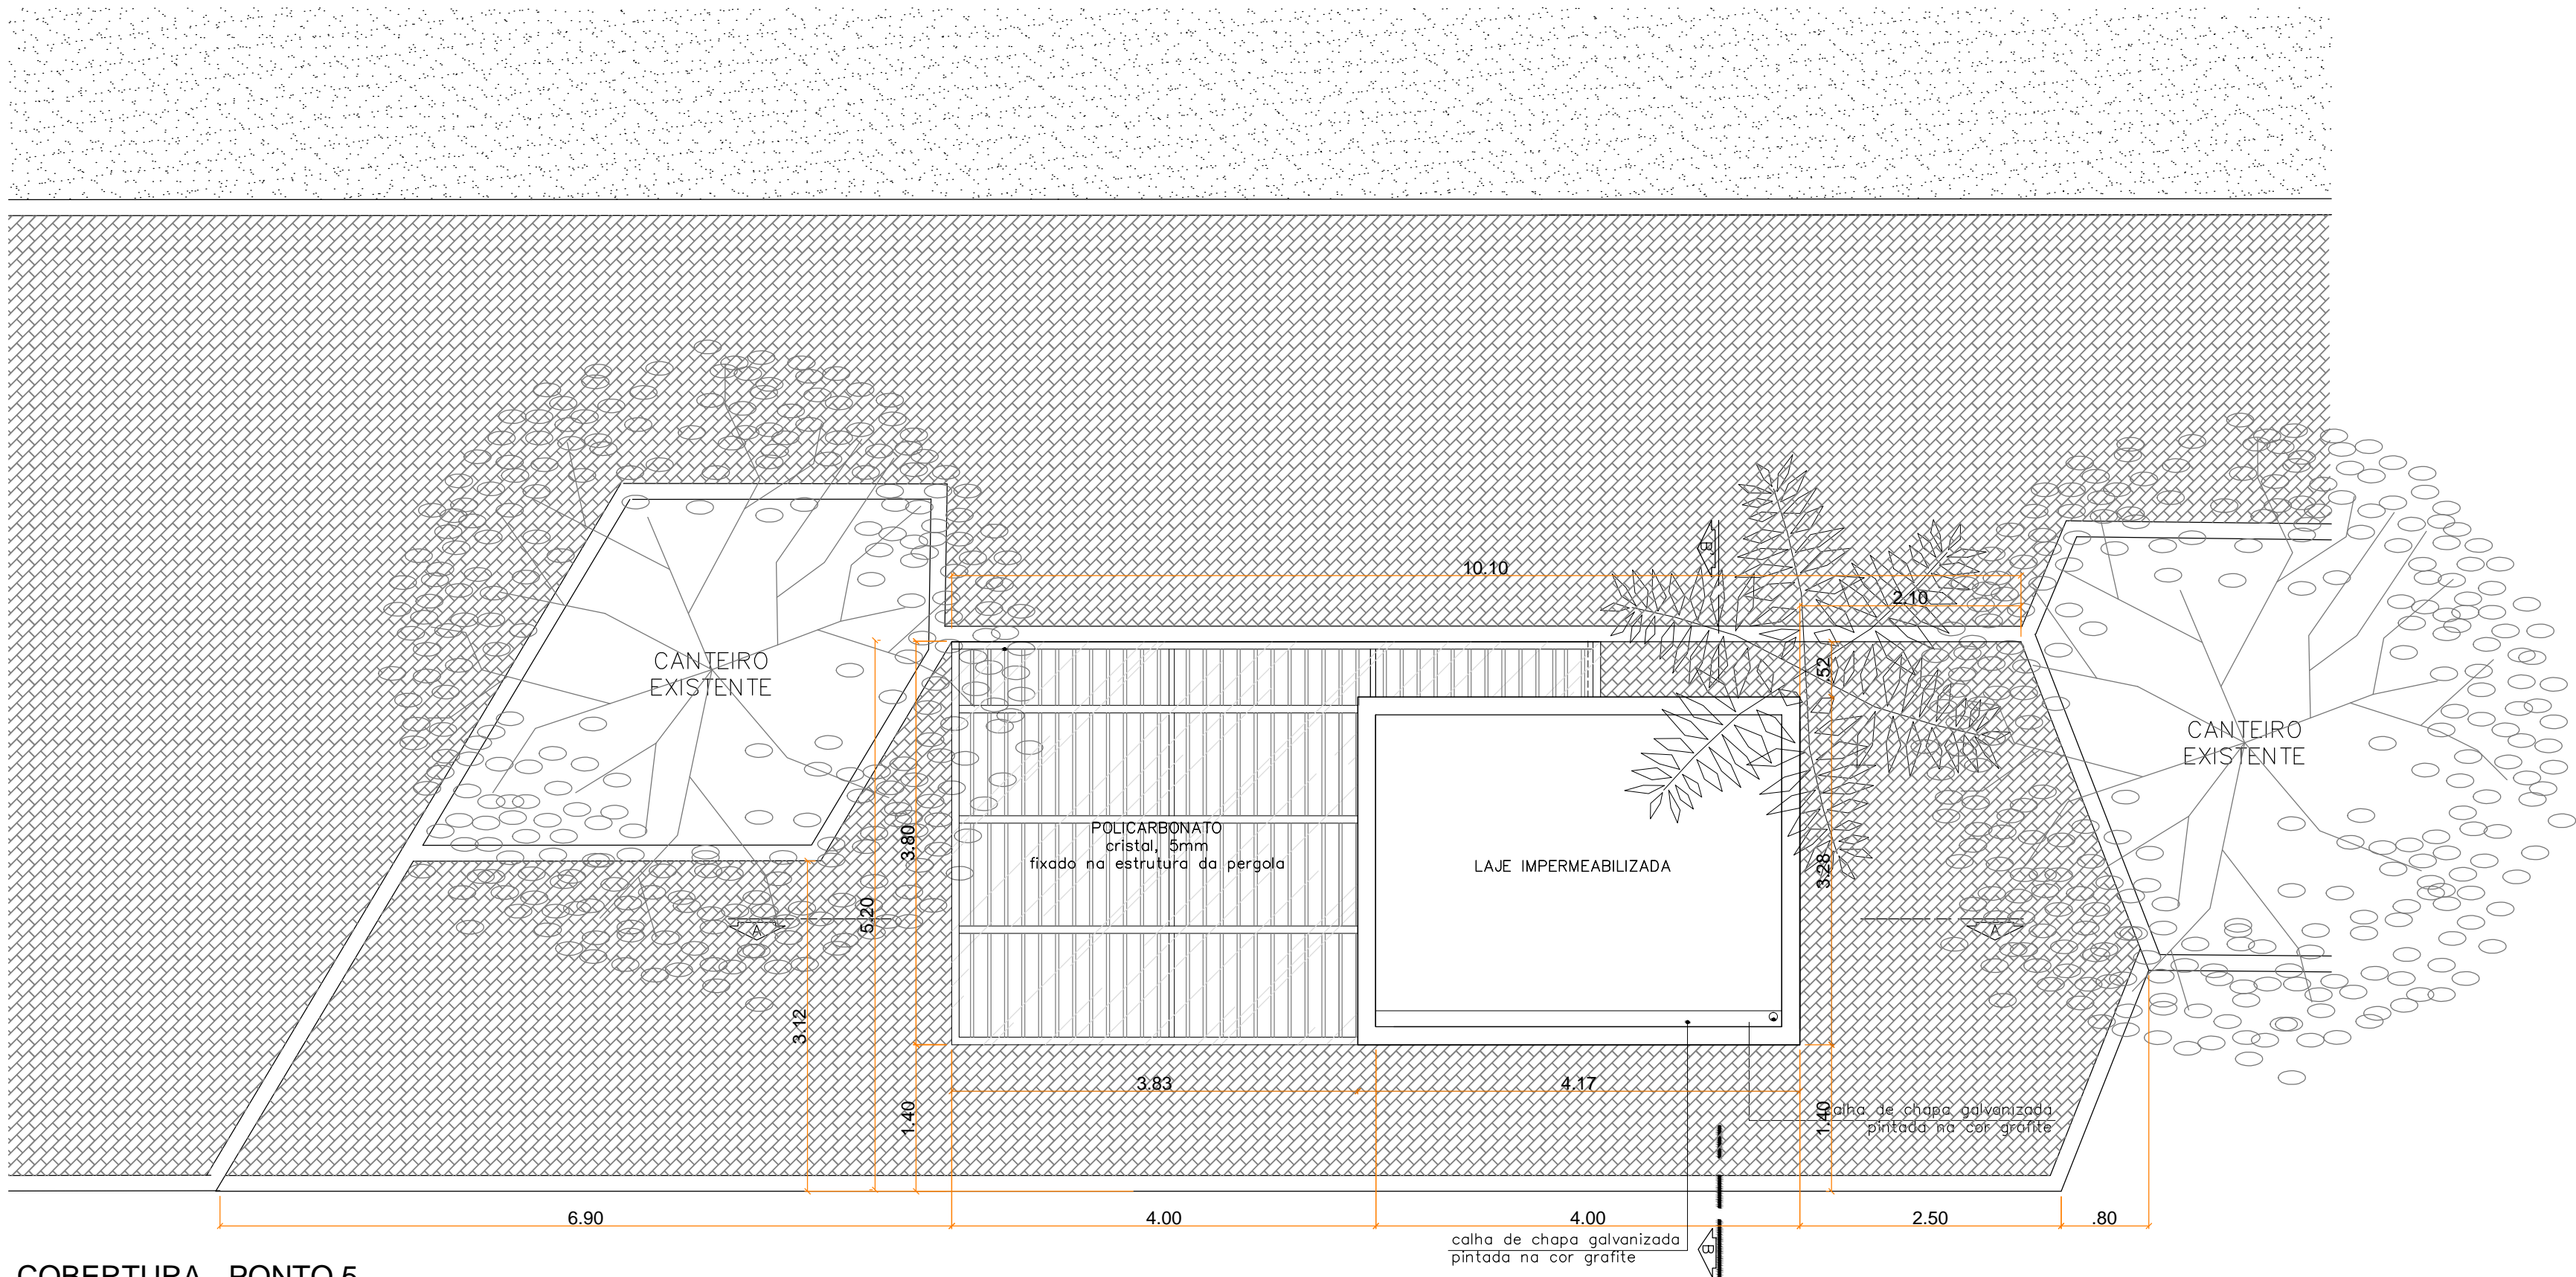 B'
10.10
2.10
CANTEIRO
EXISTENTE
.52
CANTEIRO
EXISTENTE
3.80
POLICARBONATO
cristal, 5mm
fixado na estrutura da pergola
LAJE IMPERMEABILIZADA
3.28
5.20
A
A
3.12
3.83
4.17
1.40
1.40
calha de chapa galvanizada
pintada na cor grafite
6.90
4.00
4.00
2.50
.80
calha de chapa galvanizada
pintada na cor grafite
B
COBERTURA PONTO 5